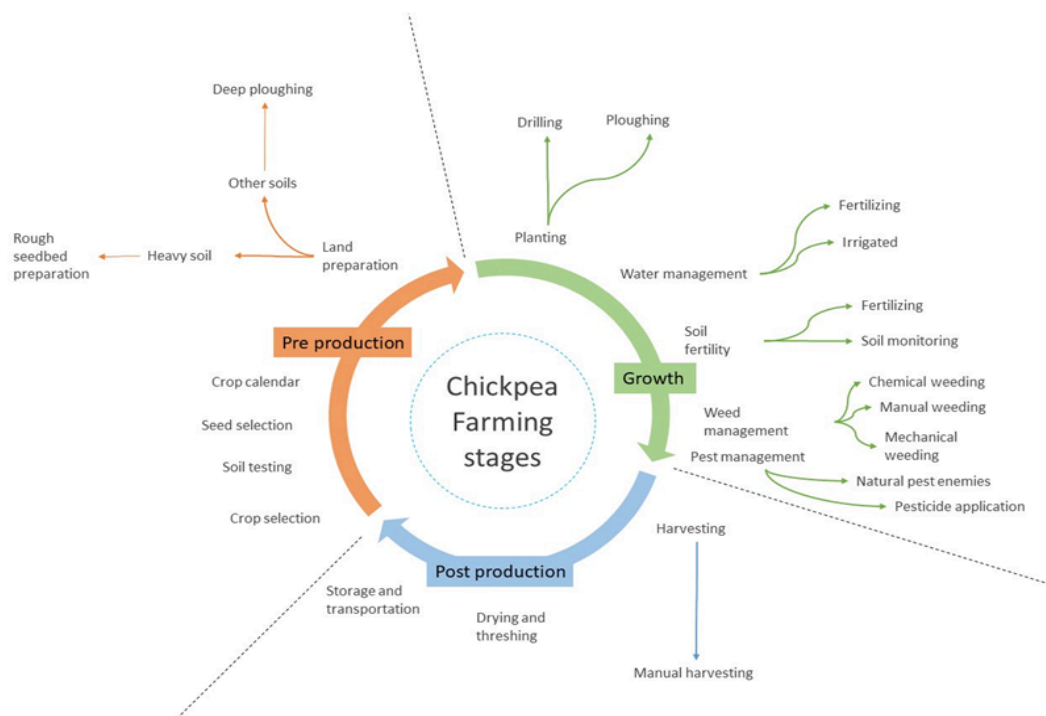 Deep ploughing
Drilling
Ploughing
Other soils
Fertilizing
Rough
seedbed
preparation
Heavy soil
Land
preparation
Planting
Irrigated
Water management
Fertilizing
Soil
fertility
Soil monitoring
Pre production
Growth
Chickpea
Farming
stages
Crop calendar
Seed selection
Soil testing
Crop selection
Chemical weeding
Weed
management
Manual weeding
Mechanical
weeding
Pest management
Natural pest enemies
Pesticide application
Harvesting
Post production
Storage and
transportation
Drying and
threshing
Manual harvesting